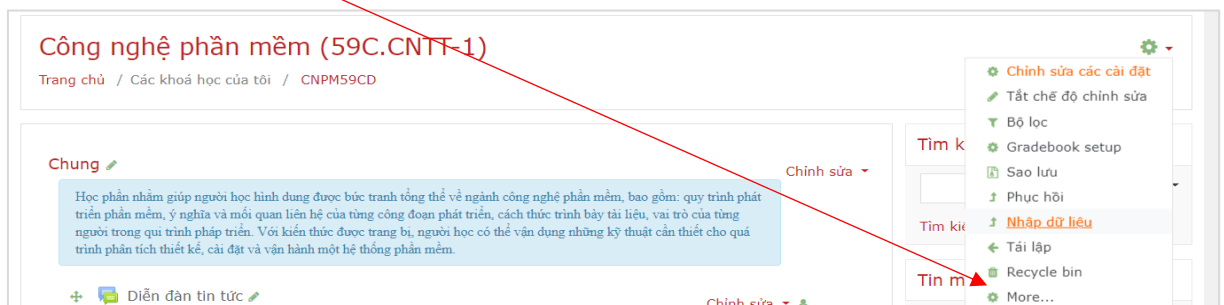 Công nghệ phần mềm (59C.CNTT-1)
Trang chủ / Các khoá học của tôi / CNPM59CD
Chỉnh sửa các cài đặt
Tắt chế độ chỉnh sửa
Bộ lọc
Gradebook setup
Sao lưu
Phục hồi
Nhập dữ liệu
Tái lập
Recycle bin
More...
Chung
Chỉnh sửa
Học phần nhằm giúp người học hình dung được bức tranh tổng thể về ngành công nghệ phần mềm, bao gồm: quy trình phát
triển phần mềm, ý nghĩa và mối quan liên hệ của từng công đoạn phát triển, cách thức trình bày tài liệu, vai trò của từng
người trong qui trình pháp triển. Với kiến thức được trang bị, người học có thể vận dụng những kỹ thuật cần thiết cho quá
trình phân tích thiết kế, cài đặt và vận hành một hệ thống phần mềm.
Diễn đàn tin tức
Chỉnh sửa
Tìm k
Tìm kiế
Tin m